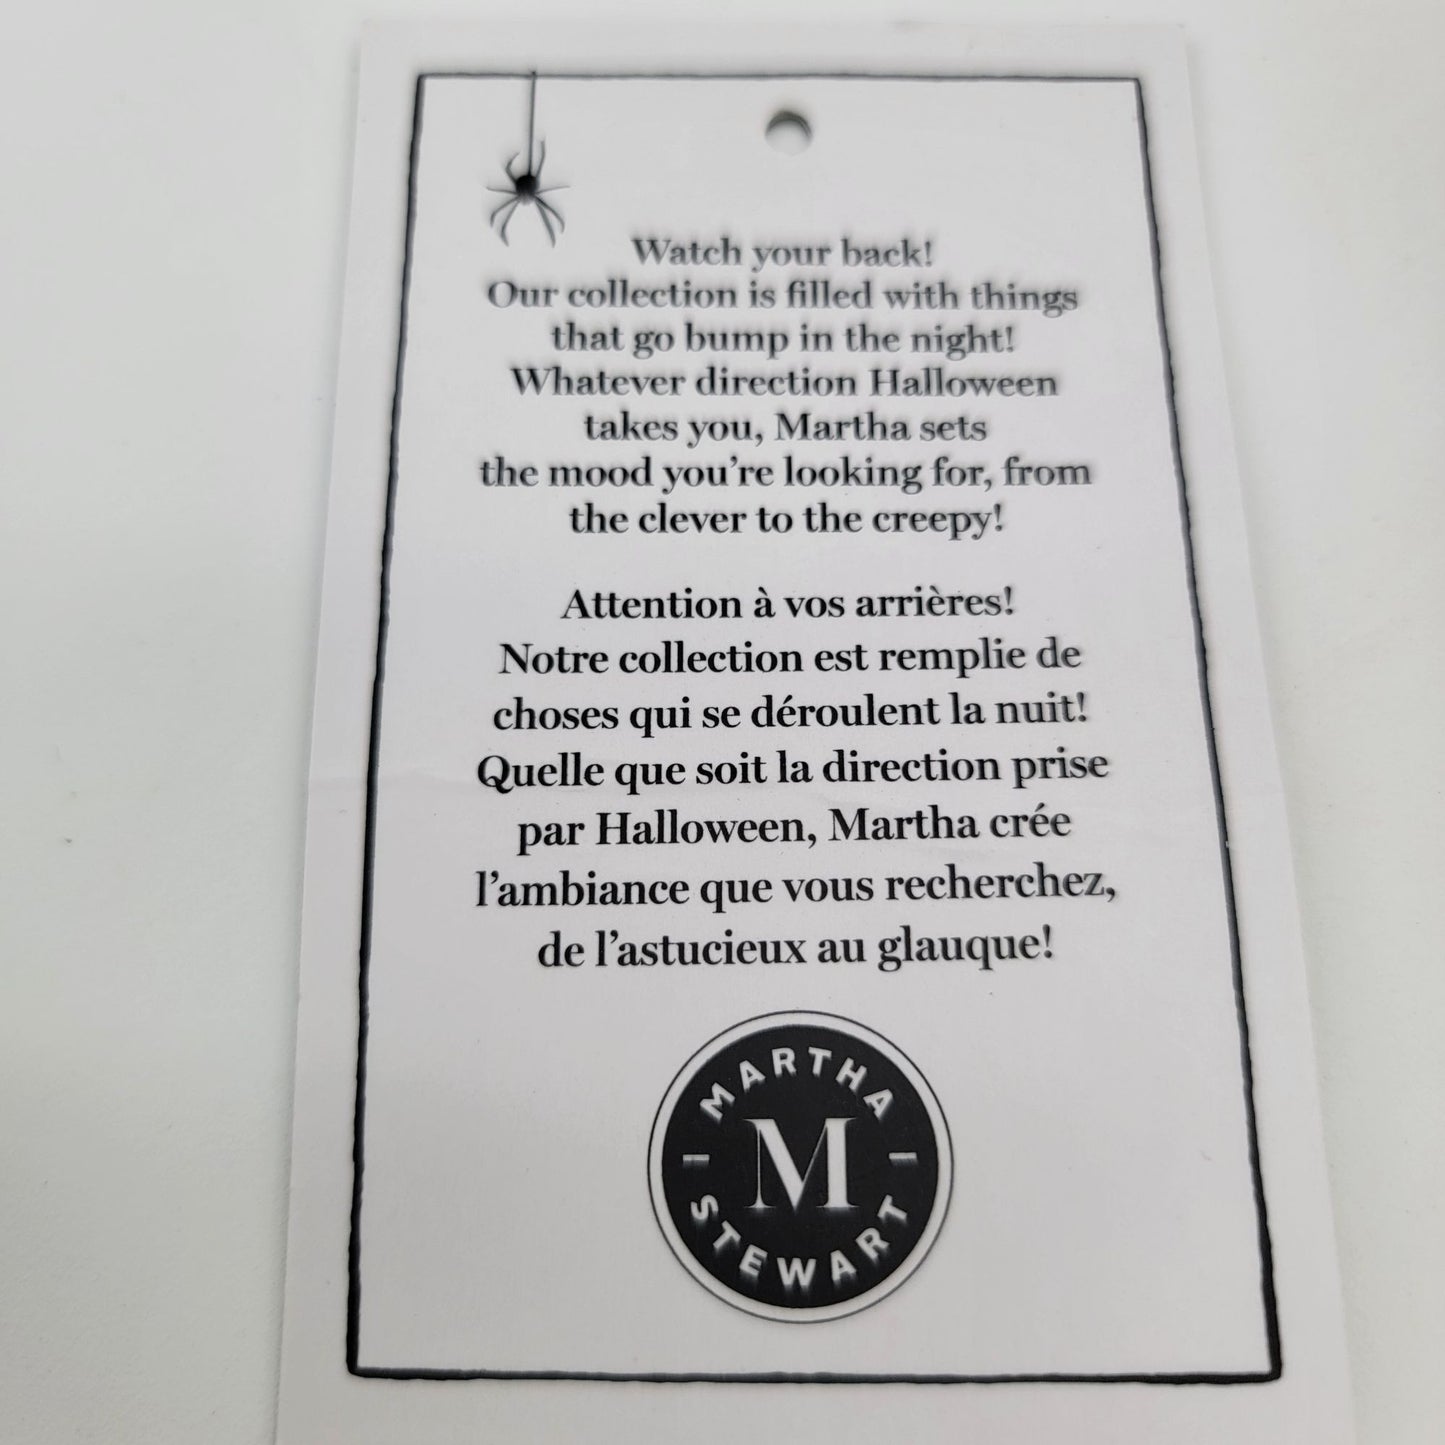 Watch your back!
Our collection is filled with things
that go bump in the night!
Whatever direction Halloween
takes you, Martha sets
the mood you're looking for, from
the clever to the creepy!
Attention à vos arrières!
Notre collection est remplie de
choses qui se déroulent la nuit!
Quelle que soit la direction prise
par Halloween, Martha crée
l'ambiance que vous recherchez,
de l'astucieux au glauque!
MARTHA
M
STEWART